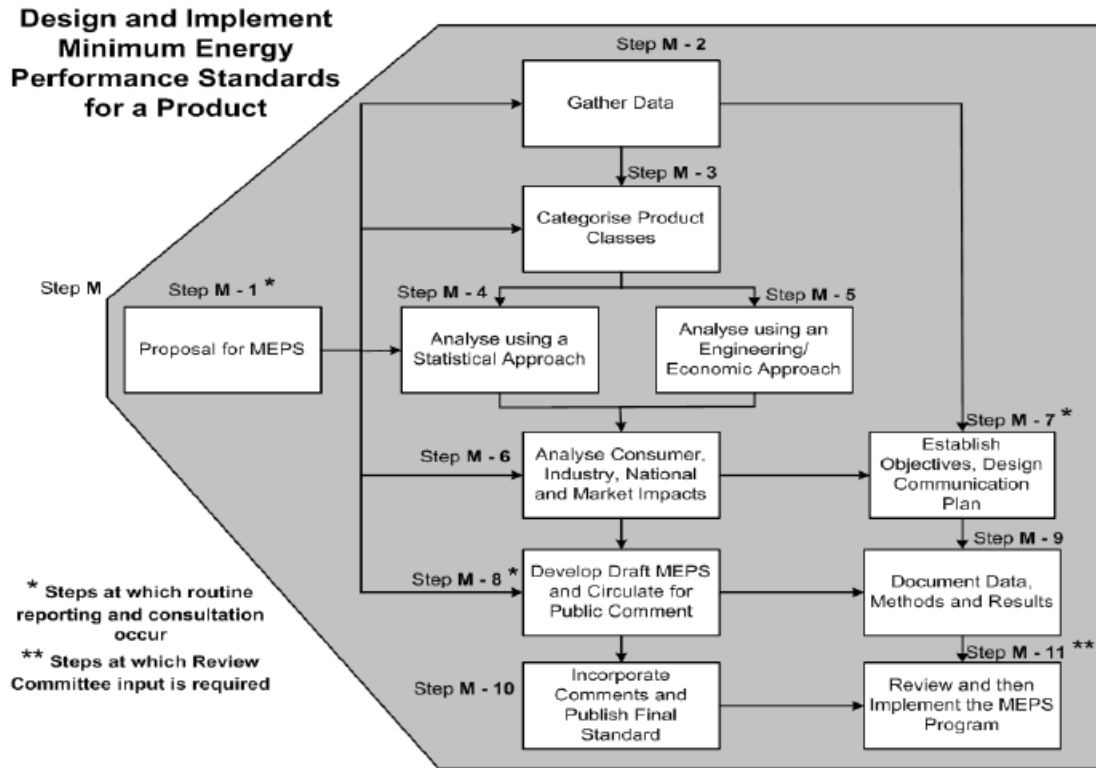 Design and Implement
Minimum Energy
Performance Standards
for a Product
Step M - 2
Gather Data
Step M - 3
Categorise Product
Classes
Step M
Step M - 1 *
Proposal for MEPS
Step M - 4
Analyse using a
Statistical Approach
Step M - 5
Analyse using an
Engineering/
Economic Approach
Step M - 6
Analyse Consumer,
Industry, National
and Market Impacts
Step M - 7 *
Establish
Objectives, Design
Communication
Plan
Step M - 8 *
Develop Draft MEPS
and Circulate for
Public Comment
Step M - 9
Document Data,
Methods and Results
Step M - 10
Incorporate
Comments and
Publish Final
Standard
Step M - 11 **
Review and then
Implement the MEPS
Program
* Steps at which routine
reporting and consultation
occur
** Steps at which Review
Committee input is required